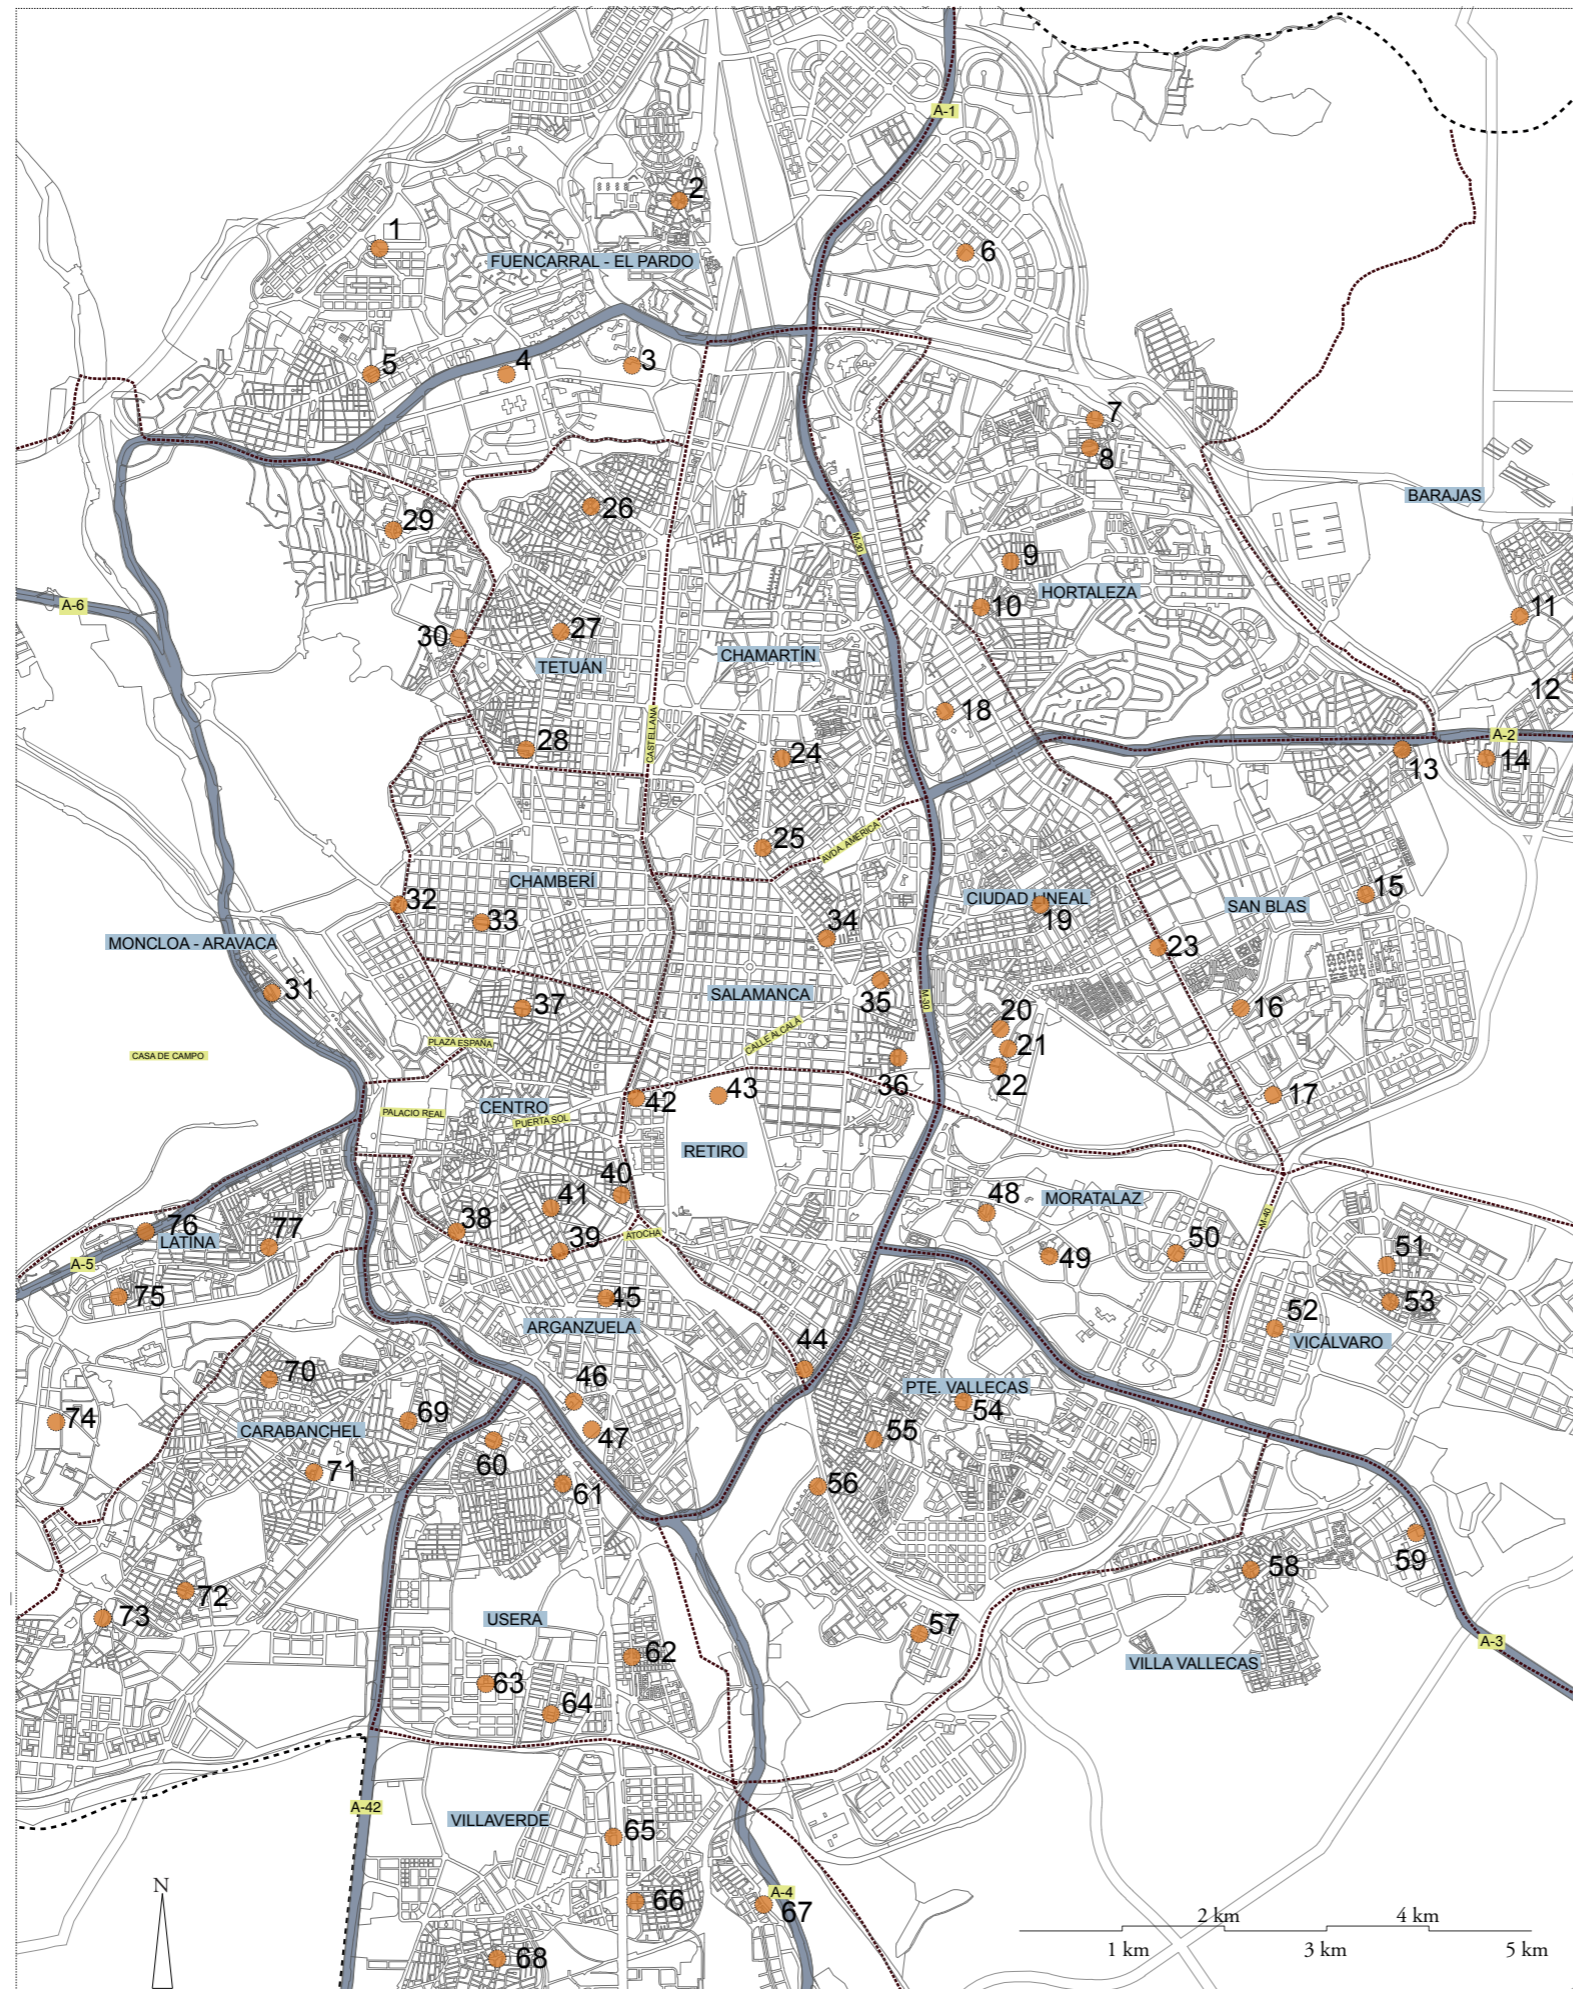 A-1
2
1
6
FUENCARRAL - EL PARDO
3
4
5
7
8
BARAJAS
26
29
M-30
9
HORTALEZA
10
A-6
11
27
30
TETUÁN
CHAMARTÍN
12
18
CASTELLANA
28
A-2
24
13
14
AVDA. AMÉRICA
25
CHAMBERÍ
15
CIUDAD LINEAL
SAN BLAS
32
33
19
34
MONCLOA - ARAVACA
23
35
31
SALAMANCA
M-30
37
16
20
CALLE ALCALÁ
PLAZA ESPAÑA
21
CASA DE CAMPO
36
22
43
17
42
CENTRO
PALACIO REAL
PUERTA SOL
RETIRO
40
48
MORATALAZ
41
38
M-40
76
LATINA
77
39
ATOCHA
50
49
51
A-5
75
45
53
52
ARGANZUELA
VICÁLVARO
44
70
PTE. VALLECAS
46
54
74
69
CARABANCHEL
47
60
55
71
61
56
59
58
72
73
USERA
57
A-3
62
VILLA VALLECAS
63
64
A-42
VILLAVERDE
65
N
A-4
66
67
2 km
4 km
1 km
3 km
5 km
68